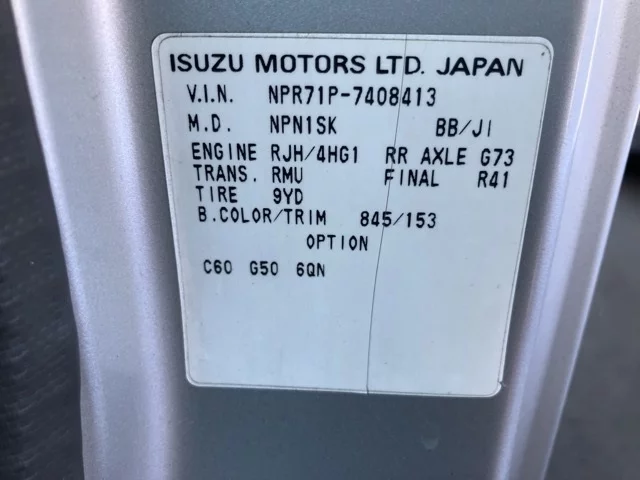 ISUZU MOTORS LTD. JAPAN
V.I.N. NPR71P-7408413
M.D. NPN1SK BB/JI
ENGINE RJH/4HG1 RR AXLE G73
TRANS. RMU FINAL R41
TIRE 9YD
B.COLOR/TRIM 845/153
OPTION
C60 G50 6QN